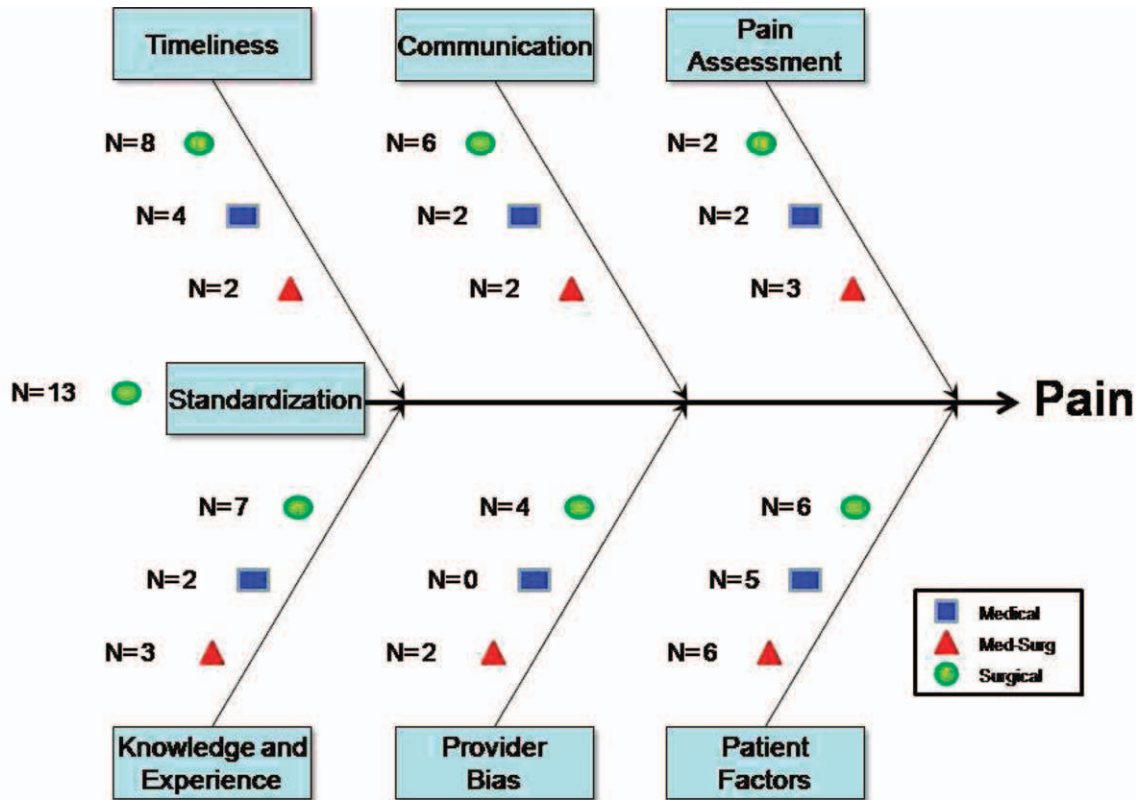 Timeliness
Communication
Pain
Assessment
N=8
N=6
N=2
N=4
N=2
N=2
N=2
N=2
N=3
N=13
Standardization
Pain
N=7
N=4
N=6
N=2
N=0
N=5
N=3
N=2
N=6
Medical
Med-Surg
Surgical
Knowledge and
Experience
Provider
Bias
Patient
Factors